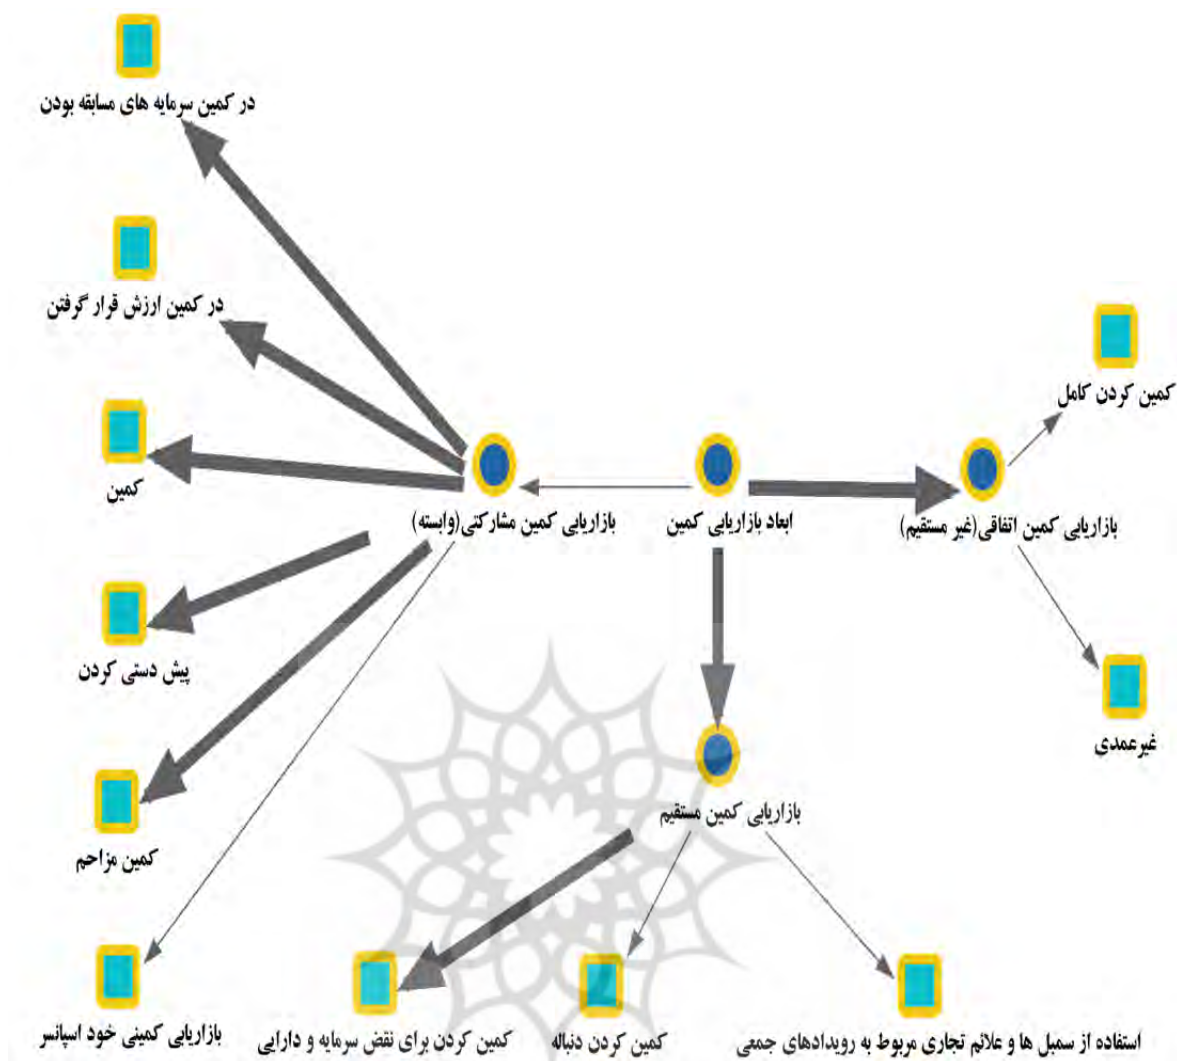 در کمین سرمایه های مسابقه بودن
در کمین ارزش قرار گرفتن
کمین کردن کامل
کمین
بازاریابی کمین اتفاقی(غیر مستقیم)
ابعاد بازاریابی کمین
بازاریابی کمین مشارکتی(وابسته)
پیش دستی کردن
غیرعمدی
بازاریابی کمین مستقیم
کمین مزاحم
استفاده از سمبل ها و علائم تجاری مربوط به رویدادهای جمعی
کمین کردن دنباله
کمین کردن برای نقض سرمایه و دارایی
بازاریابی کمینی خود اسپانسر